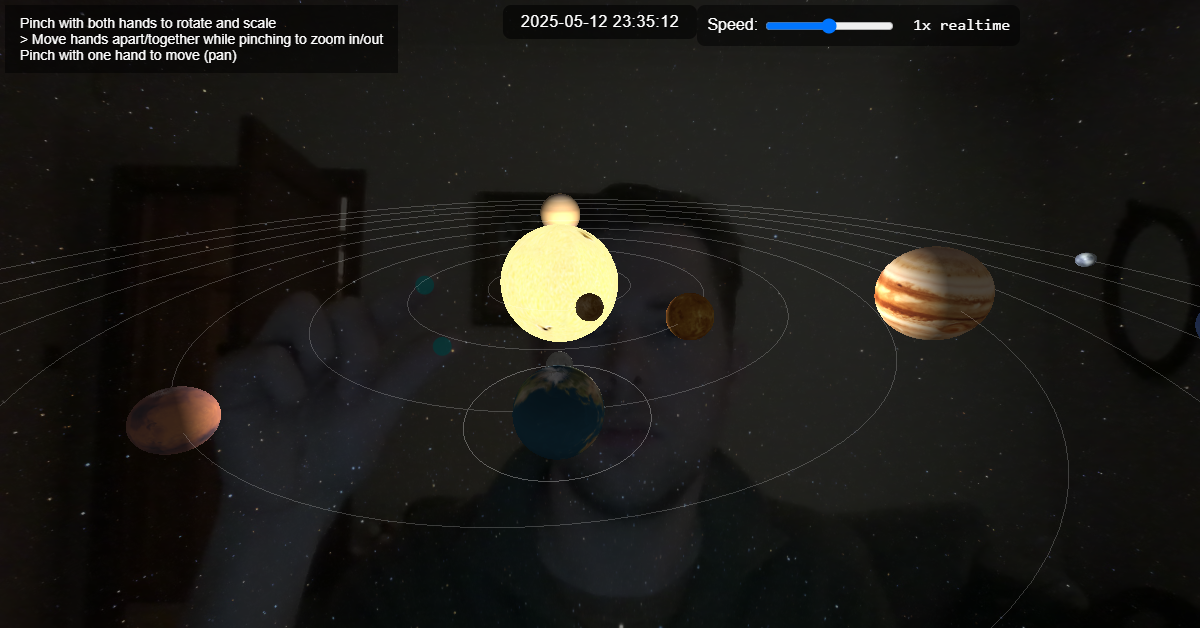 Pinch with both hands to rotate and scale
> Move hands apart/together while pinching to zoom in/out
Pinch with one hand to move (pan)
2025-05-12 23:35:12
Speed: 1x realtime